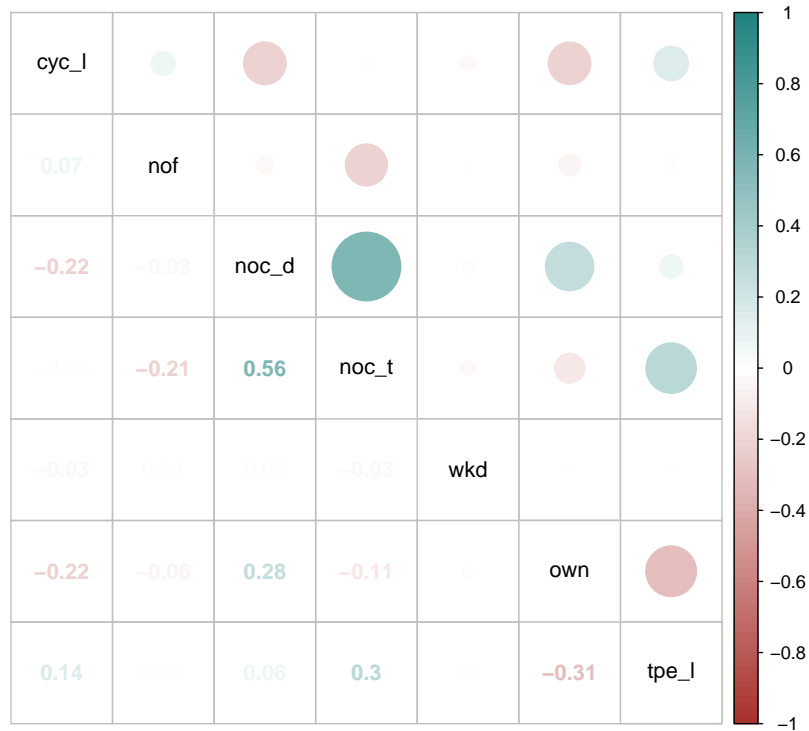 cyc_l
0.07 nof
−0.22 −0.03 noc_d
−0.21 0.56 noc_t
−0.03 −0.03 wkd
−0.22 −0.06 0.28 −0.11 0 own
0.14 0.06 0.3 −0.31 tpe_l
1
0.8
0.6
0.4
0.2
0
−0.2
−0.4
−0.6
−0.8
−1